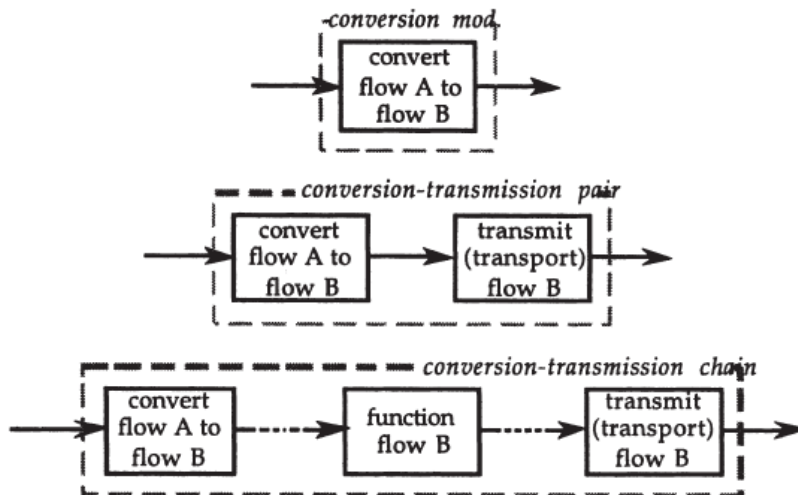 conversion mod.
convert
flow A to
flow B
conversion-transmission pair
convert
flow A to
flow B
transmit
(transport)
flow B
conversion-transmission chain
convert
flow A to
flow B
function
flow B
transmit
(transport)
flow B